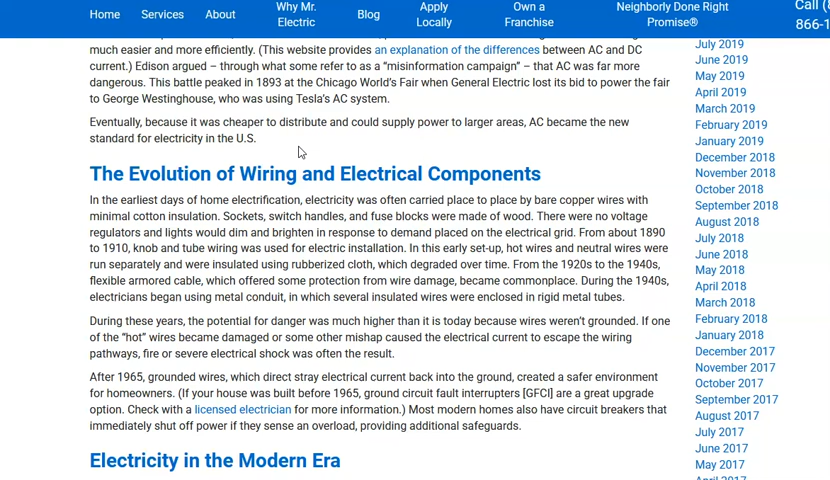 Home
Services
About
Why Mr.
Electric
Blog
Apply
Locally
Own a
Franchise
Neighborly Done Right
Promise®
Call (8
866-1
much easier and more efficiently. (This website provides an explanation of the differences between AC and DC
current.) Edison argued – through what some refer to as a “misinformation campaign” – that AC was far more
dangerous. This battle peaked in 1893 at the Chicago World’s Fair when General Electric lost its bid to power the fair
to George Westinghouse, who was using Tesla’s AC system.
Eventually, because it was cheaper to distribute and could supply power to larger areas, AC became the new
standard for electricity in the U.S.
The Evolution of Wiring and Electrical Components
In the earliest days of home electrification, electricity was often carried place to place by bare copper wires with
minimal cotton insulation. Sockets, switch handles, and fuse blocks were made of wood. There were no voltage
regulators and lights would dim and brighten in response to demand placed on the electrical grid. From about 1890
to 1910, knob and tube wiring was used for electric installation. In this early set-up, hot wires and neutral wires were
run separately and were insulated using rubberized cloth, which degraded over time. From the 1920s to the 1940s,
flexible armored cable, which offered some protection from wire damage, became commonplace. During the 1940s,
electricians began using metal conduit, in which several insulated wires were enclosed in rigid metal tubes.
During these years, the potential for danger was much higher than it is today because wires weren’t grounded. If one
of the “hot” wires became damaged or some other mishap caused the electrical current to escape the wiring
pathways, fire or severe electrical shock was often the result.
After 1965, grounded wires, which direct stray electrical current back into the ground, created a safer environment
for homeowners. (If your house was built before 1965, ground circuit fault interrupters [GFCI] are a great upgrade
option. Check with a licensed electrician for more information.) Most modern homes also have circuit breakers that
immediately shut off power if they sense an overload, providing additional safeguards.
Electricity in the Modern Era
July 2019
June 2019
May 2019
April 2019
March 2019
February 2019
January 2019
December 2018
November 2018
October 2018
September 2018
August 2018
July 2018
June 2018
May 2018
April 2018
March 2018
February 2018
January 2018
December 2017
November 2017
October 2017
September 2017
August 2017
July 2017
June 2017
May 2017
April 2017